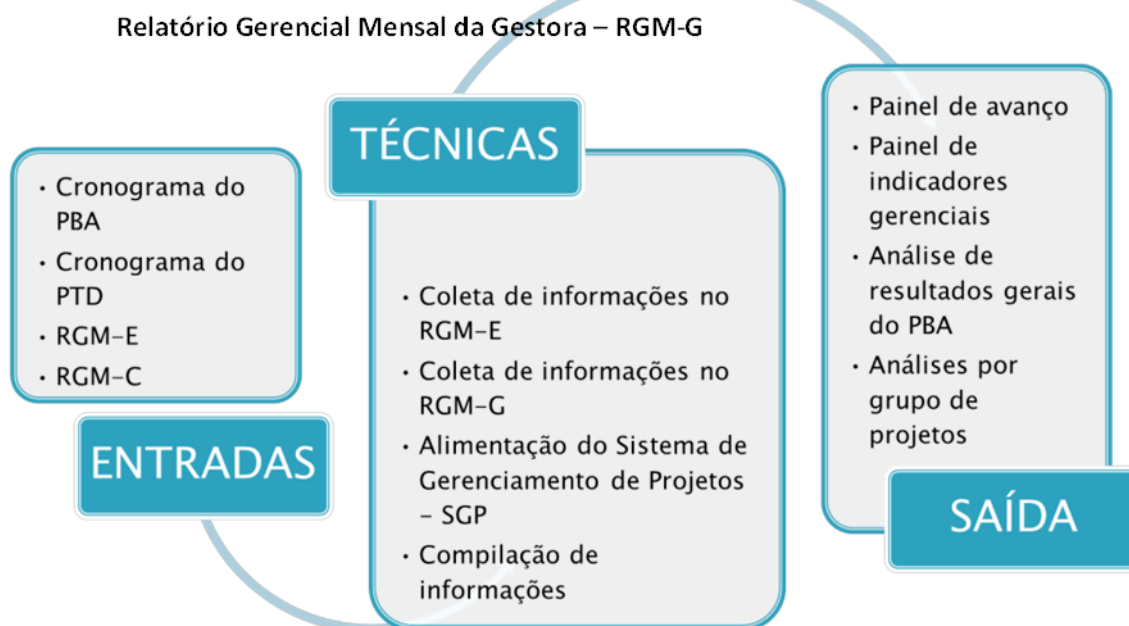 Relatório Gerencial Mensal da Gestora – RGM-G
• Cronograma do
PBA
• Cronograma do
PTD
• RGM-E
• RGM-C
ENTRADAS
TÉCNICAS
• Coleta de informações no
RGM-E
• Coleta de informações no
RGM-G
• Alimentação do Sistema de
Gerenciamento de Projetos
– SGP
• Compilação de
informações
• Painel de avanço
• Painel de
indicadores
gerenciais
• Análise de
resultados gerais
do PBA
• Análises por
grupo de
projetos
SAÍDA